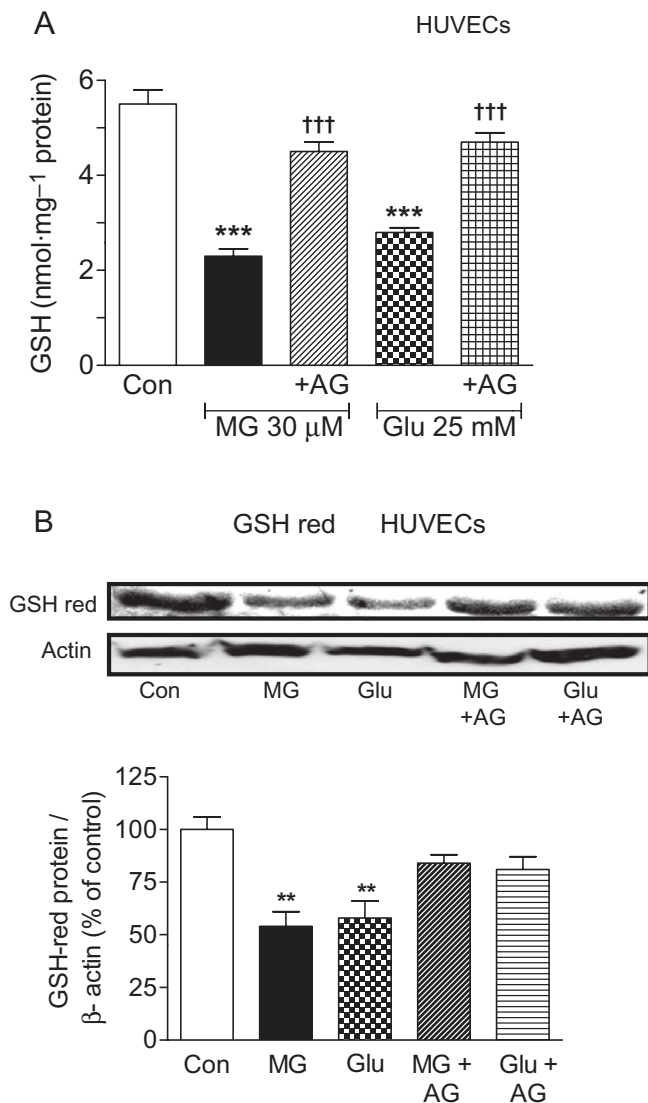 A
HUVECs
GSH (nmol·mg⁻¹ protein)
6
4
2
0
***
†††
***
†††
Con
+AG
+AG
MG 30 μM
Glu 25 mM
B
GSH red
HUVECs
GSH red
Actin
Con
MG
Glu
MG
+AG
Glu
+AG
GSH-red protein /
β- actin (% of control)
125
100
75
50
25
0
**
**
Con
MG
Glu
MG +
AG
Glu +
AG